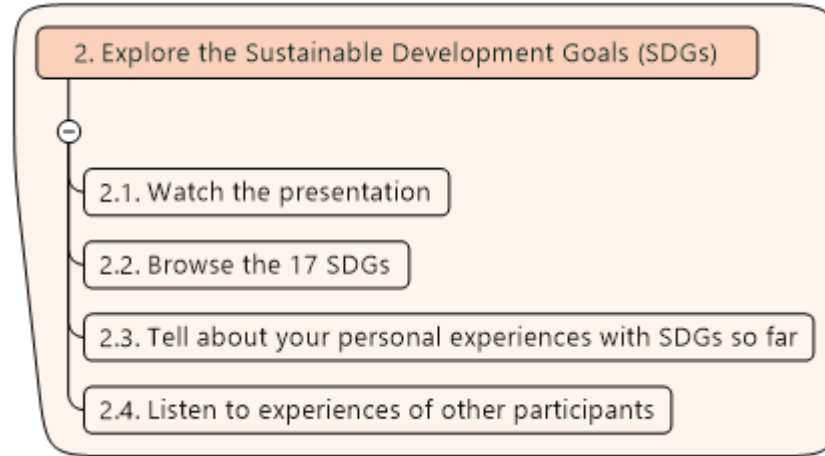 2. Explore the Sustainable Development Goals (SDGs)
2.1. Watch the presentation
2.2. Browse the 17 SDGs
2.3. Tell about your personal experiences with SDGs so far
2.4. Listen to experiences of other participants